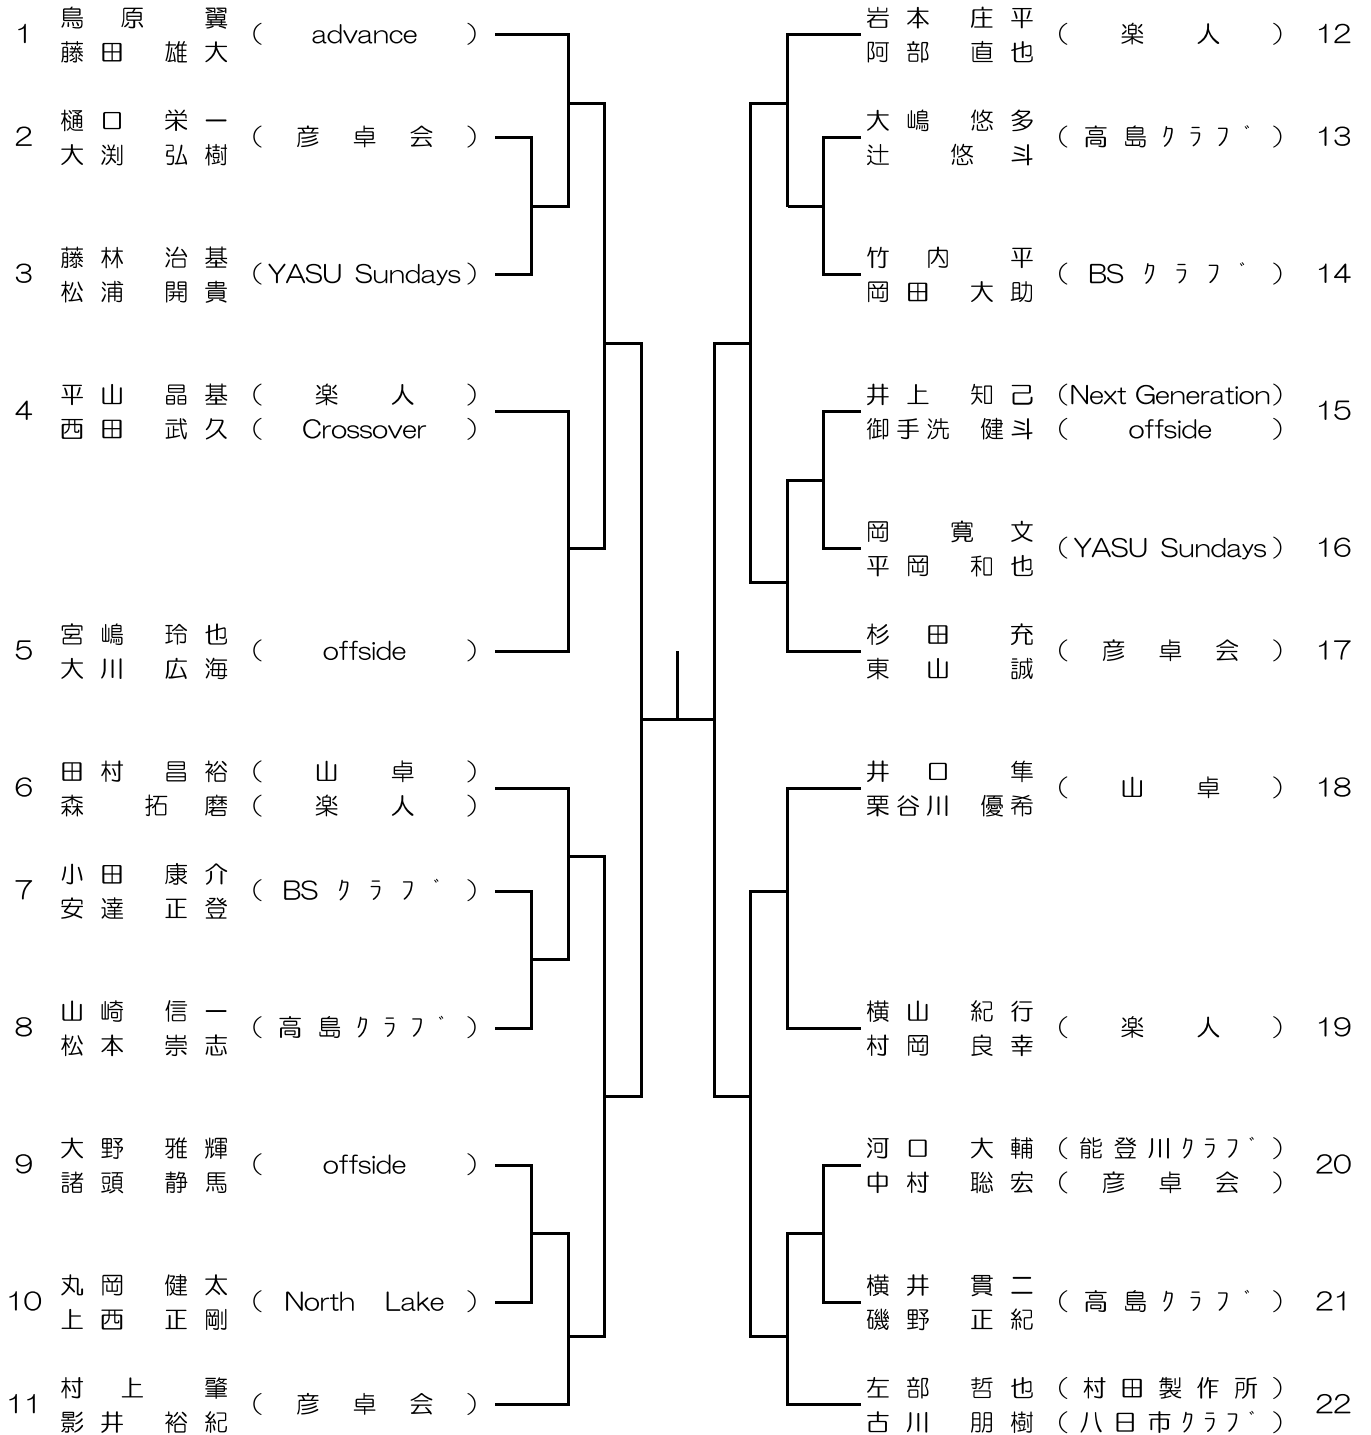 1 鳥原 翼 ( advance )
藤田 雄大
2 樋口 栄一 ( 彦卓会 )
大渕 弘樹
3 藤林 治基 (YASU Sundays)
松浦 開貴
4 平山 晶基 ( 楽人 )
西田 武久 ( Crossover )
5 宮嶋 玲也 ( offside )
大川 広海
6 田村 昌裕 ( 山卓 )
森 拓磨 ( 楽人 )
7 小田 康介 ( BSクラブ )
安達 正登
8 山崎 信一 ( 高島クラブ )
松本 崇志
9 大野 雅輝 ( offside )
諸頭 静馬
10 丸岡 健太 ( North Lake )
上西 正剛
11 村上 肇 ( 彦卓会 )
影井 裕紀
岩本 庄平 ( 楽人 ) 12
阿部 直也
大嶋 悠多 ( 高島クラブ ) 13
辻 悠斗
竹内 平 ( BSクラブ ) 14
岡田 大助
井上 知己 (Next Generation) 15
御手洗 健斗 ( offside )
岡 寛文 (YASU Sundays) 16
平岡 和也
杉田 充 ( 彦卓会 ) 17
東山 誠
井口 隼 ( 山卓 ) 18
栗谷川 優希
横山 紀行 ( 楽人 ) 19
村岡 良幸
河口 大輔 ( 能登川クラブ ) 20
中村 聡宏 ( 彦卓会 )
横井 貫二 ( 高島クラブ ) 21
磯野 正紀
左部 哲也 ( 村田製作所 ) 22
古川 朋樹 ( 八日市クラブ )